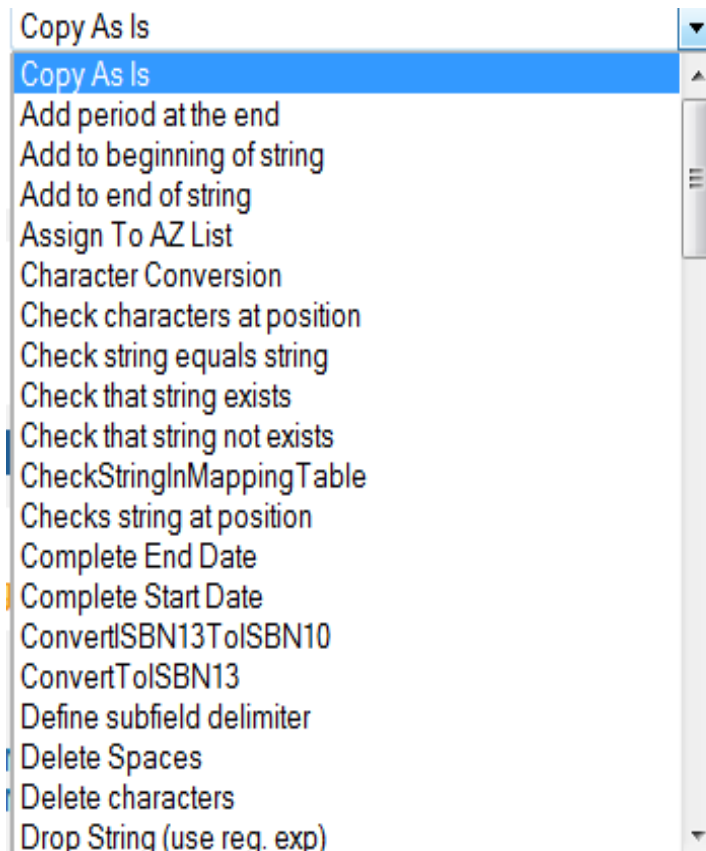 Copy As Is
Copy As Is
Add period at the end
Add to beginning of string
Add to end of string
Assign To AZ List
Character Conversion
Check characters at position
Check string equals string
Check that string exists
Check that string not exists
CheckStringInMappingTable
Checks string at position
Complete End Date
Complete Start Date
ConvertISBN13ToISBN10
ConvertToISBN13
Define subfield delimiter
Delete Spaces
Delete characters
Drop String (use reg. exp)